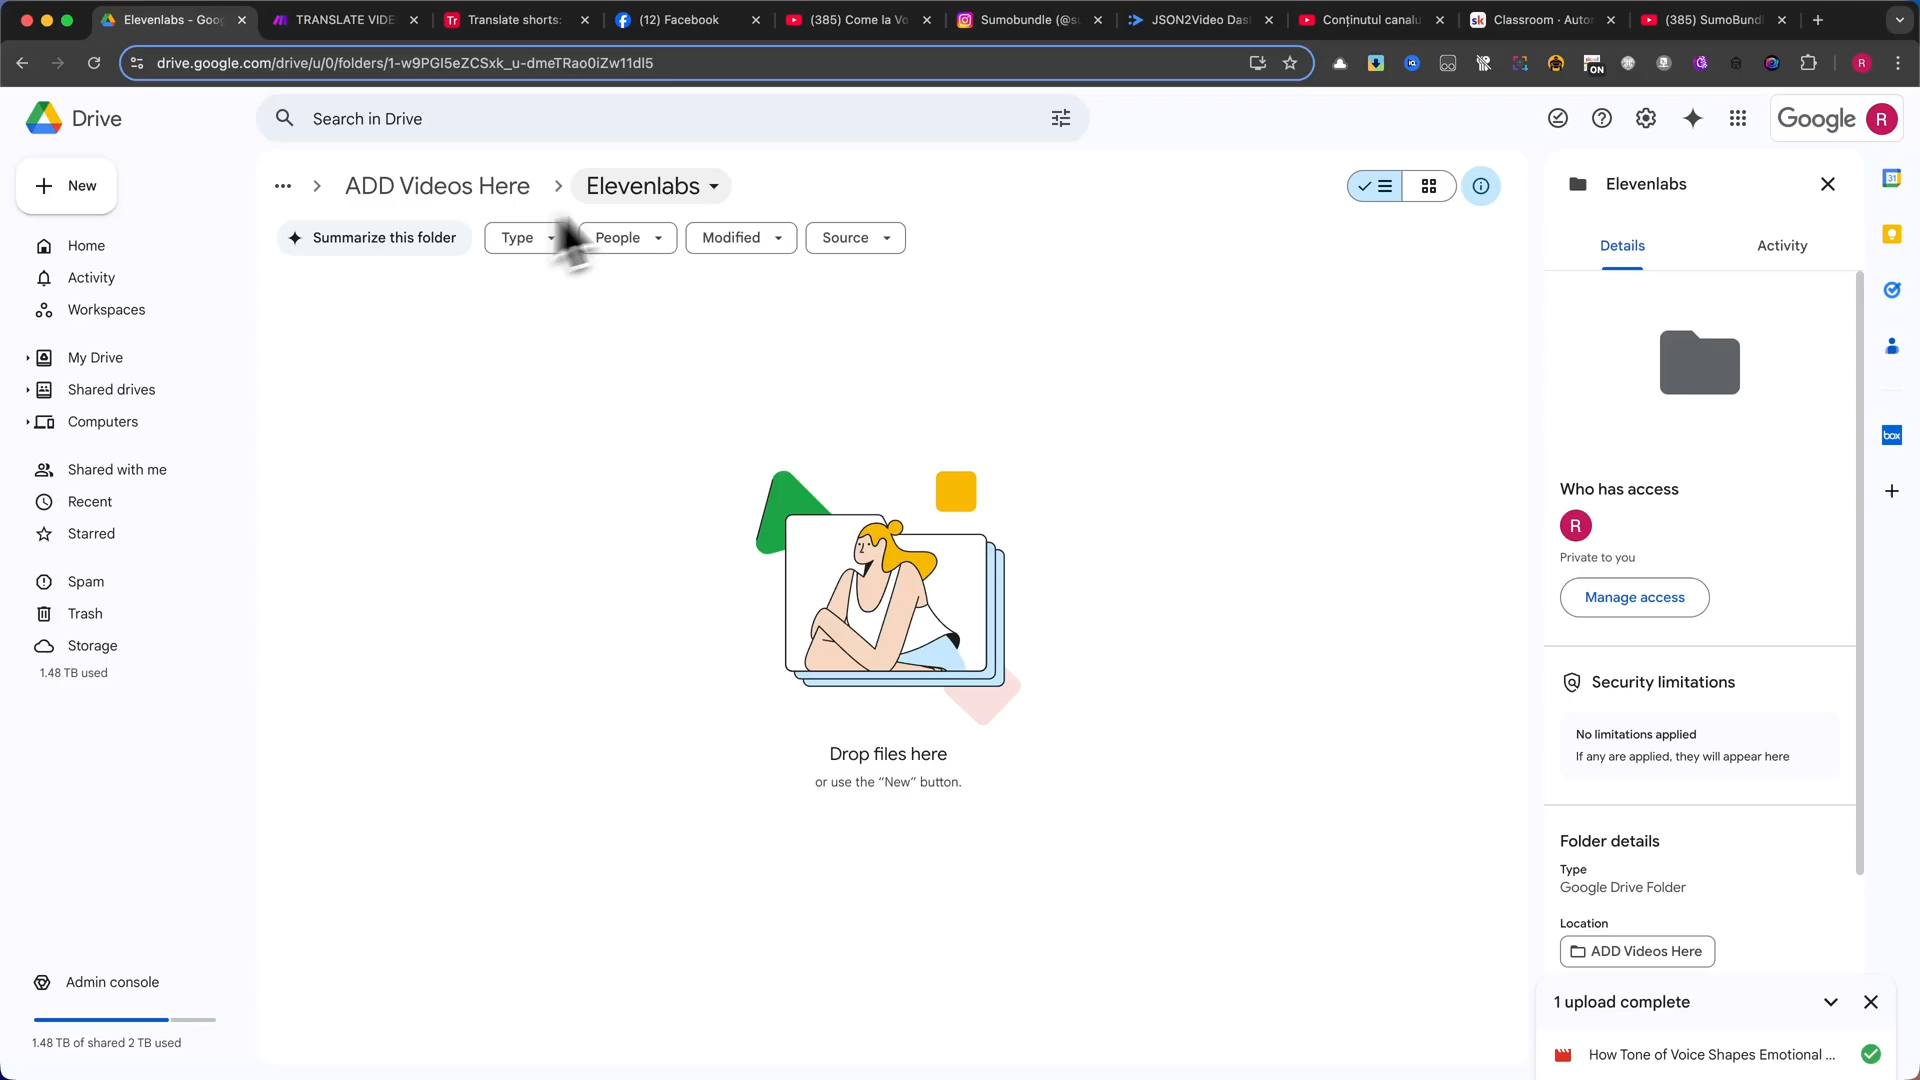 Elevenlabs - Goog
TRANSLATE VIDE
Translate shorts:
(12) Facebook
(385) Come la Vo
Sumobundle (@su
JSON2Video Das
Conținutul canalu
Classroom · Autor
(385) SumoBundl
drive.google.com/drive/u/0/folders/1-w9PGI5eZCSxk_u-dmeTRao0iZw11dl5
ON
R
Drive
Search in Drive
Google
R
New
... > ADD Videos Here > Elevenlabs
Summarize this folder
Type
People
Modified
Source
Home
Activity
Workspaces
My Drive
Shared drives
Computers
Shared with me
Recent
Starred
Spam
Trash
Storage
1.48 TB used
Admin console
1.48 TB of shared 2 TB used
Drop files here
or use the “New” button.
Elevenlabs
Details
Activity
Who has access
R
Private to you
Manage access
Security limitations
No limitations applied
If any are applied, they will appear here
Folder details
Type
Google Drive Folder
Location
ADD Videos Here
1 upload complete
How Tone of Voice Shapes Emotional ...
31
box